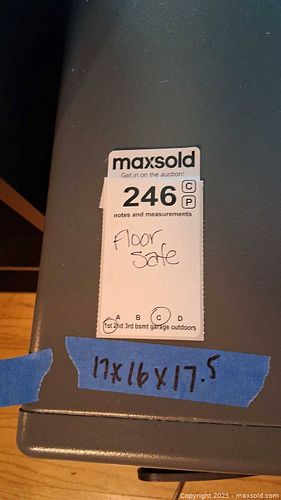 maxsold
Get in on the auction!
246 C
P
notes and measurements
Floor
Safe
A B C D
1st 2nd 3rd bsmt garage outdoors
17x16x17.5
Copyright 2025 - maxsold.com